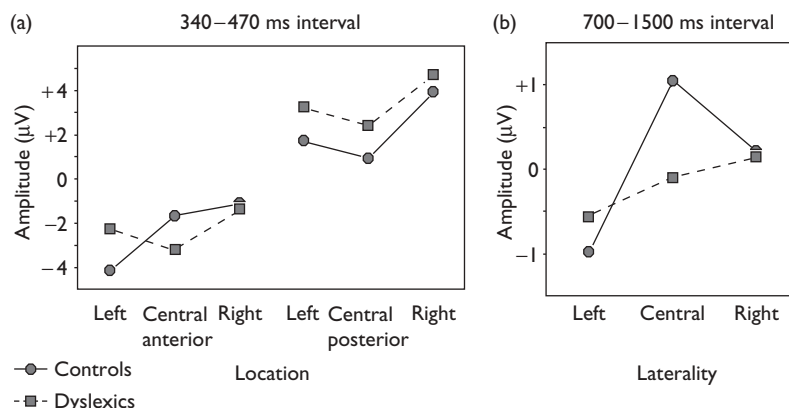 (a) 340–470 ms interval
Amplitude (µV)
+4
+2
0
−2
−4
Left Central anterior Right Left Central posterior Right
Location
Controls
Dyslexics
(b) 700–1500 ms interval
Amplitude (µV)
+1
0
−1
Left Central Right
Laterality